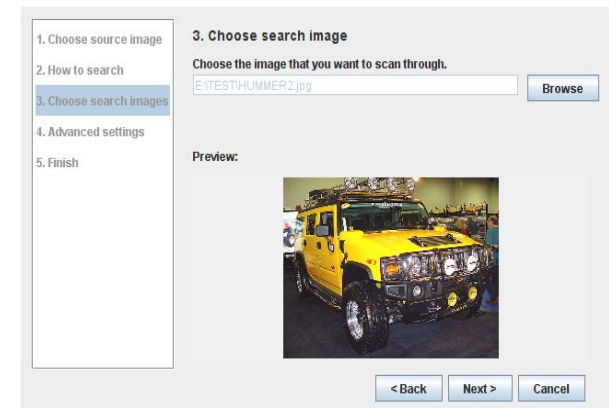 1. Choose source image
2. How to search
3. Choose search images
4. Advanced settings
5. Finish
3. Choose search image
Choose the image that you want to scan through.
E:\TEST\HUMMER2.jpg
Browse
Preview:
< Back
Next >
Cancel